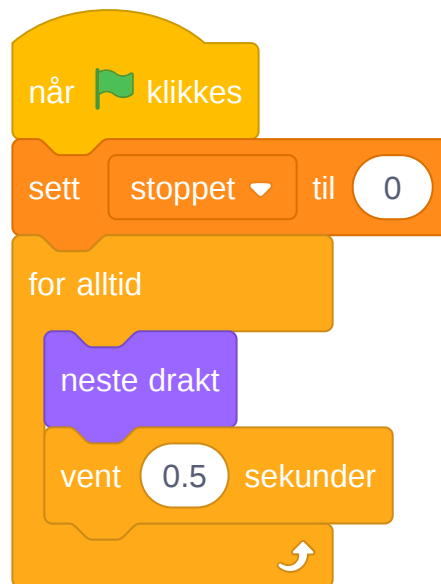 når klikkes
sett stoppet til 0
for alltid
neste drakt
vent 0.5 sekunder